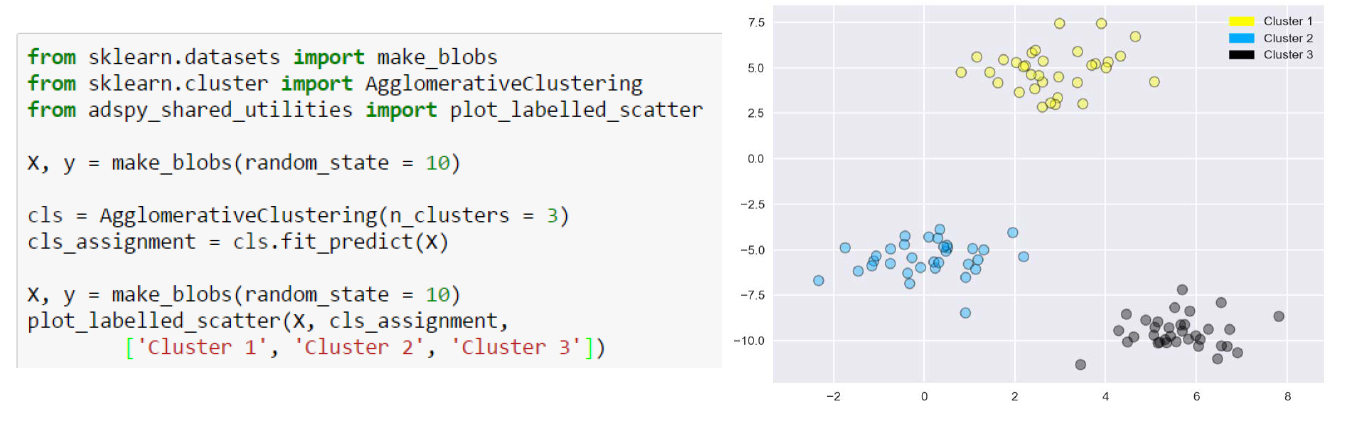 from sklearn.datasets import make_blobs
from sklearn.cluster import AgglomerativeClustering
from adspy_shared_utilities import plot_labelled_scatter
X, y = make_blobs(random_state = 10)
cls = AgglomerativeClustering(n_clusters = 3)
cls_assignment = cls.fit_predict(X)
X, y = make_blobs(random_state = 10)
plot_labelled_scatter(X, cls_assignment,
['Cluster 1', 'Cluster 2', 'Cluster 3'])
Cluster 1
Cluster 2
Cluster 3
7.5
5.0
2.5
0.0
−2.5
−5.0
−7.5
−10.0
−2 0 2 4 6 8